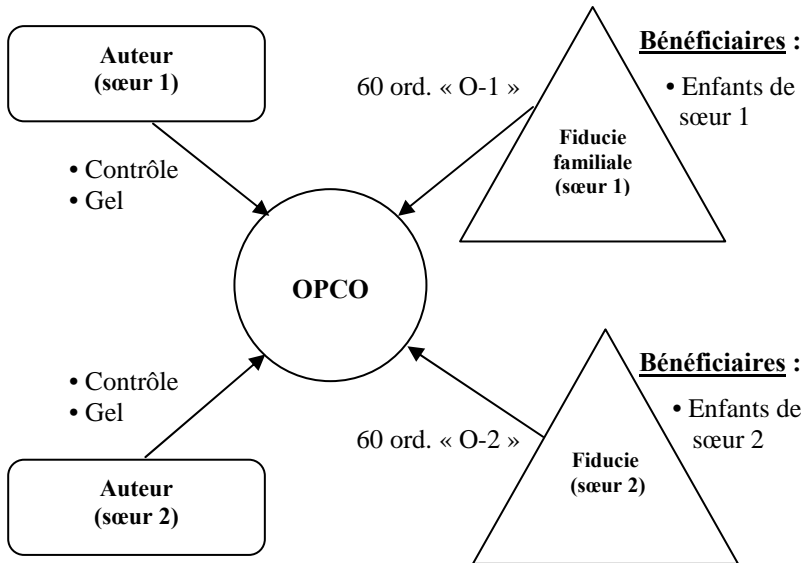 Auteur
(sœur 1)
60 ord. « O-1 »
Bénéficiaires :
• Enfants de
sœur 1
Fiducie
familiale
(sœur 1)
• Contrôle
• Gel
OPCO
• Contrôle
• Gel
60 ord. « O-2 »
Bénéficiaires :
• Enfants de
sœur 2
Fiducie
(sœur 2)
Auteur
(sœur 2)